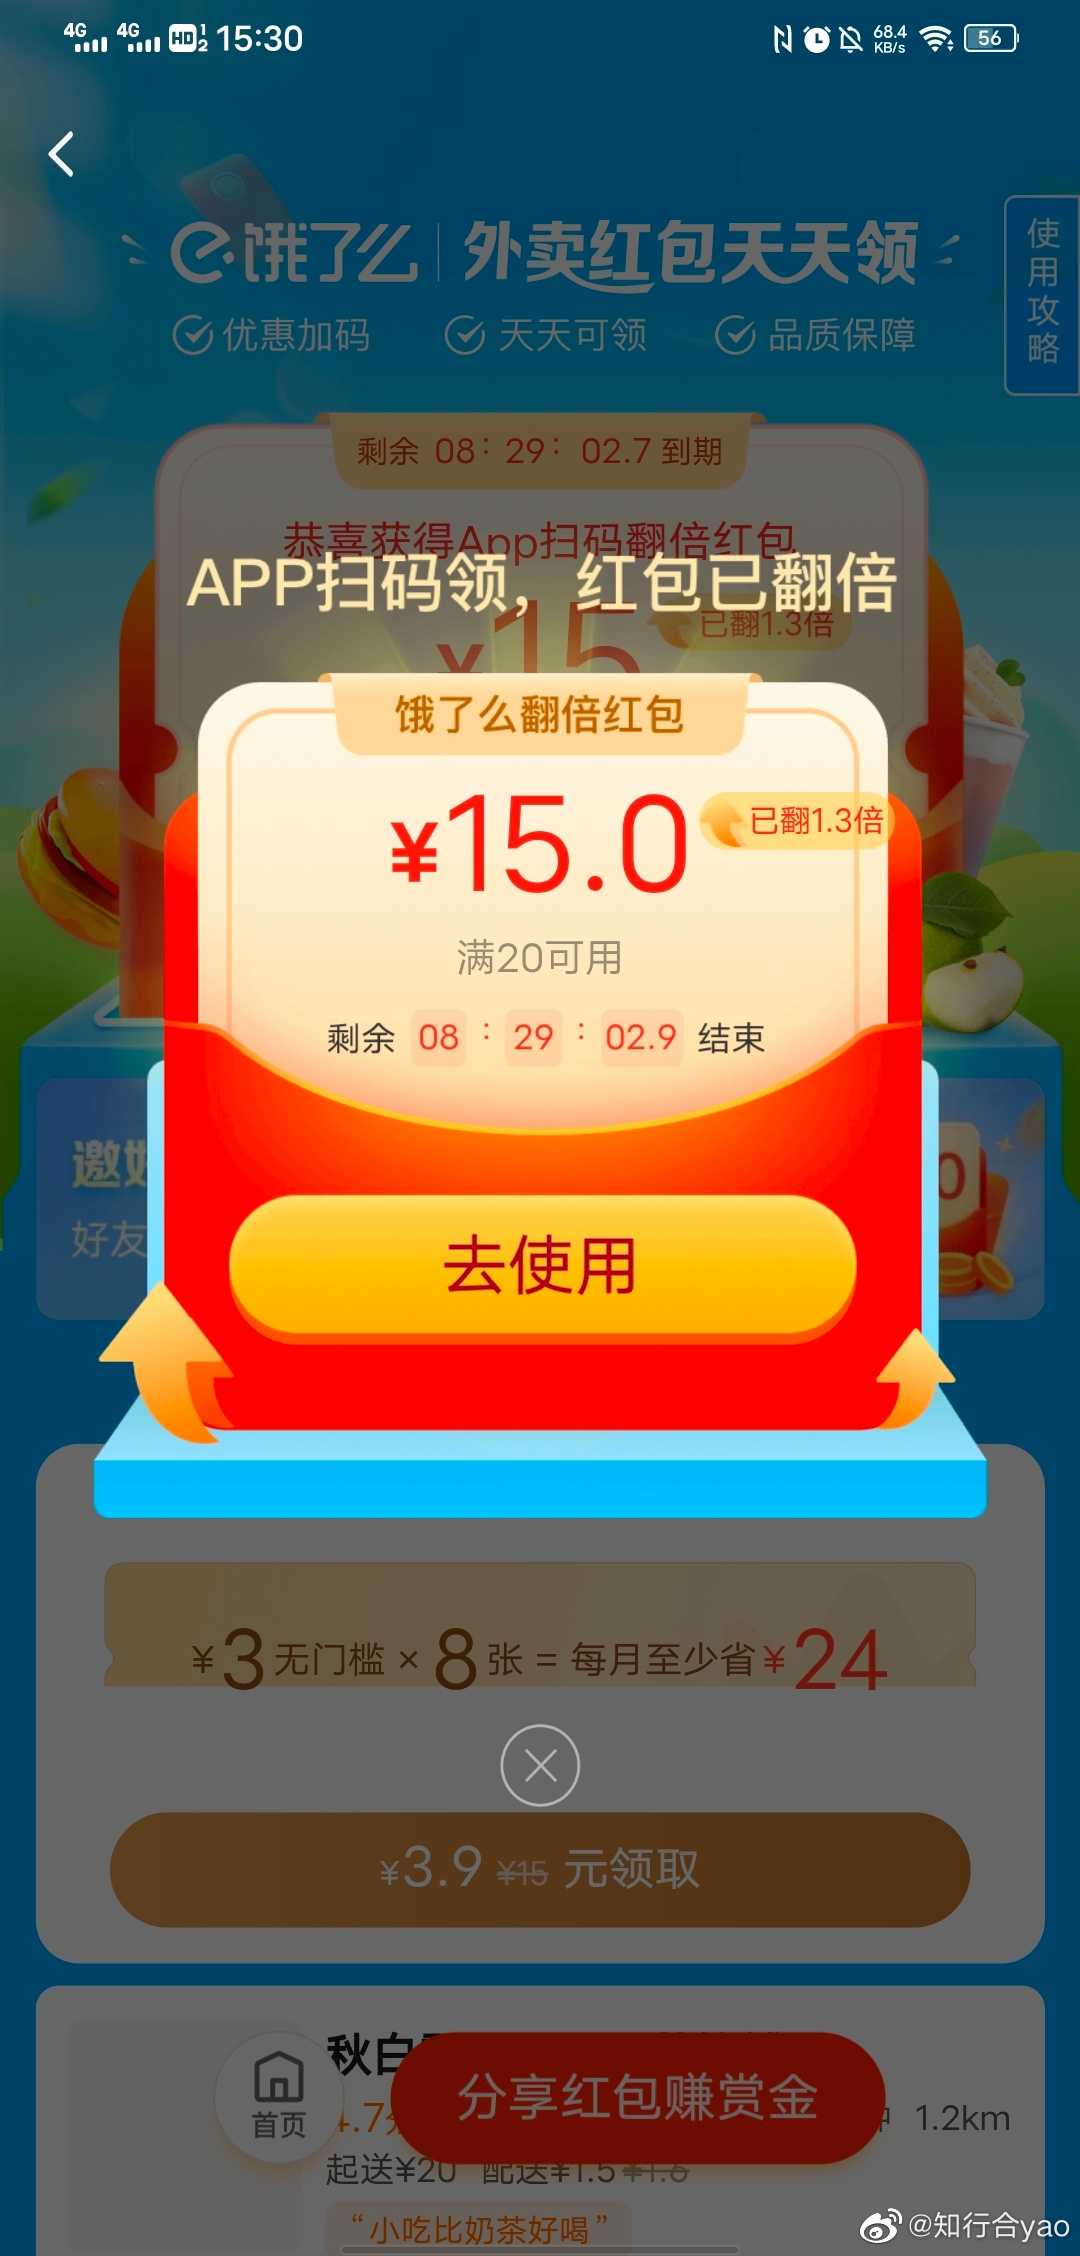 4G 4G HD 1 2 15:30 68.4 KB/s 56
饿了么 外卖红包天天领
使用攻略
优惠加码 天天可领 品质保障
剩余 08: 29: 02.7 到期
恭喜获得App扫码翻倍红包
APP扫码领，红包已翻倍
¥15 已翻1.3倍
饿了么翻倍红包
¥15.0 已翻1.3倍
满20可用
剩余 08 : 29 : 02.9 结束
邀
好友
0
去使用
¥3无门槛×8张 = 每月至少省¥24
¥3.9 ¥15 元领取
秋白
首页
分享红包赚赏金
4.7 1.2km
起送¥20 配送¥1.5 ¥1.6
“小吃比奶茶好喝”
@知行合yao